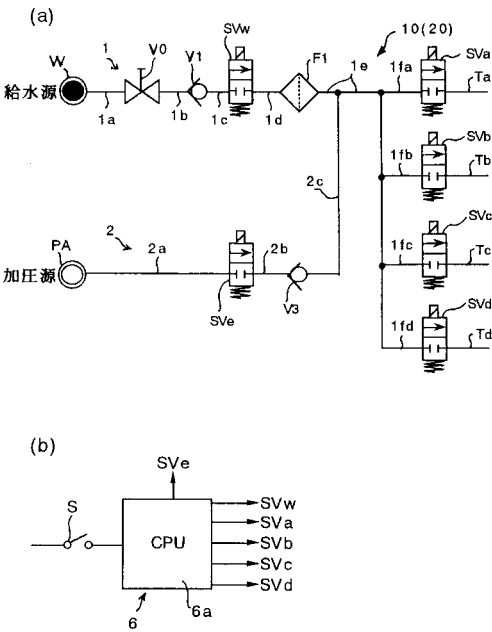 (a)
1
V0
V1
SVw
F1
1e
10(20)
SVa
W
給水源
1a
1b
1c
1d
1fa
Ta
SVb
1fb
Tb
2c
PA
2
加圧源
2a
2b
SVe
V3
SVc
1fc
Tc
SVd
1fd
Td
(b)
SVe
S
CPU
SVw
SVa
SVb
SVc
SVd
6
6a